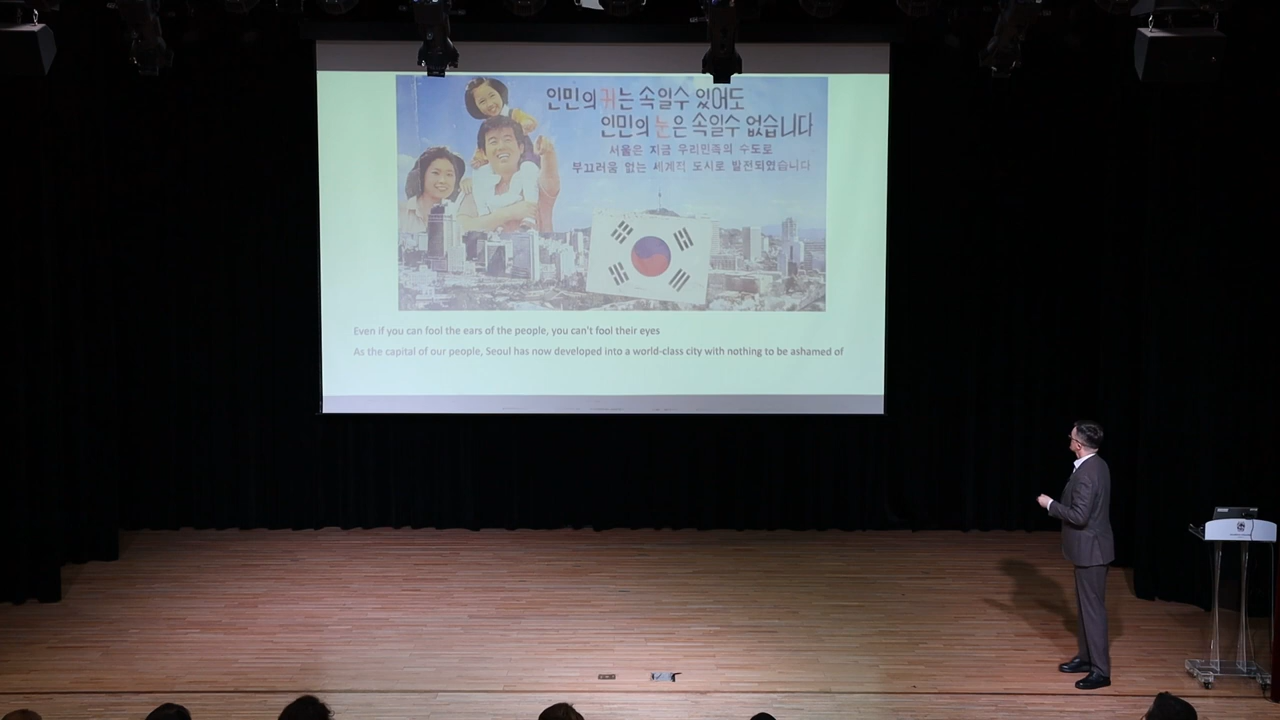 인민의 귀는 속일수 있어도
인민의 눈은 속일수 없습니다
서울은 지금 우리민족의 수도로
부끄러움 없는 세계적 도시로 발전되였습니다
Even if you can fool the ears of the people, you can't fool their eyes
As the capital of our people, Seoul has now developed into a world-class city with nothing to be ashamed of